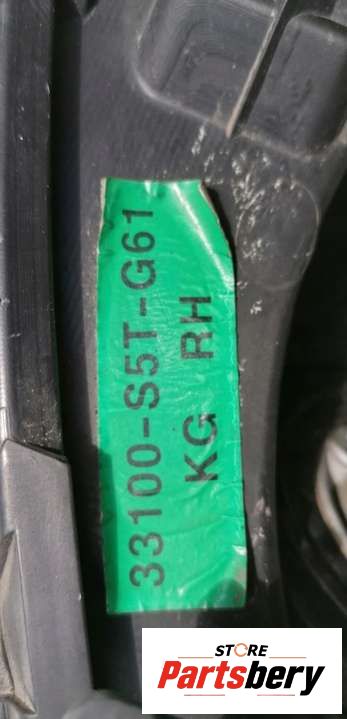 33100-S5T-G61
KG RH
STORE
Partsbery